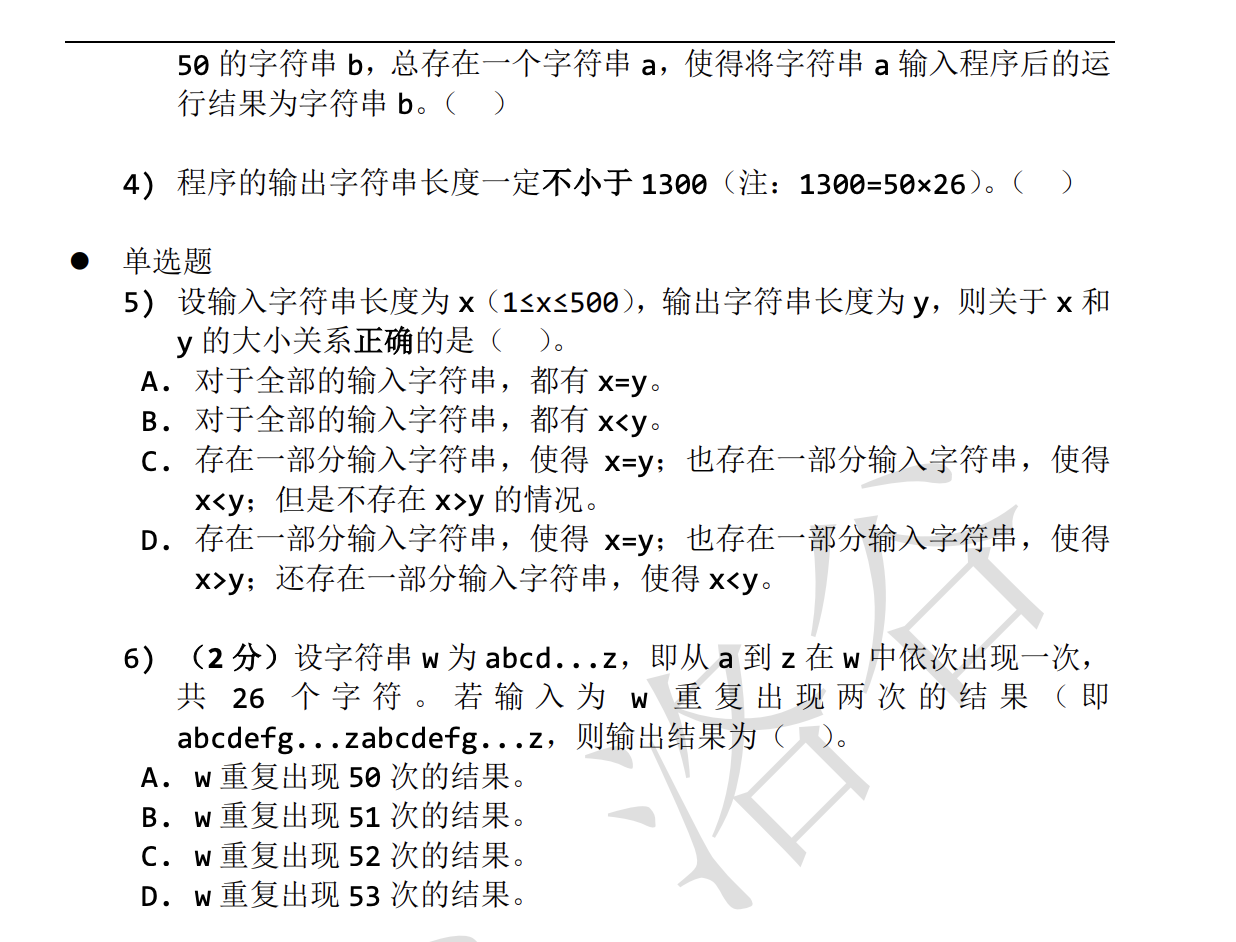 50 的字符串 b，总存在一个字符串 a，使得将字符串 a 输入程序后的运
行结果为字符串 b。（ ）
4) 程序的输出字符串长度一定不小于 1300（注：1300=50×26）。（ ）
● 单选题
5) 设输入字符串长度为 x（1≤x≤500），输出字符串长度为 y，则关于 x 和
y 的大小关系正确的是（ ）。
A. 对于全部的输入字符串，都有 x=y。
B. 对于全部的输入字符串，都有 x<y。
C. 存在一部分输入字符串，使得 x=y；也存在一部分输入字符串，使得
x<y；但是不存在 x>y 的情况。
D. 存在一部分输入字符串，使得 x=y；也存在一部分输入字符串，使得
x>y；还存在一部分输入字符串，使得 x<y。
6) （2 分）设字符串 w 为 abcd...z，即从 a 到 z 在 w 中依次出现一次，
共 26 个字符。若输入为 w 重复出现两次的结果（即
abcdefg...zabcdefg...z，则输出结果为（ ）。
A. w 重复出现 50 次的结果。
B. w 重复出现 51 次的结果。
C. w 重复出现 52 次的结果。
D. w 重复出现 53 次的结果。
洛谷